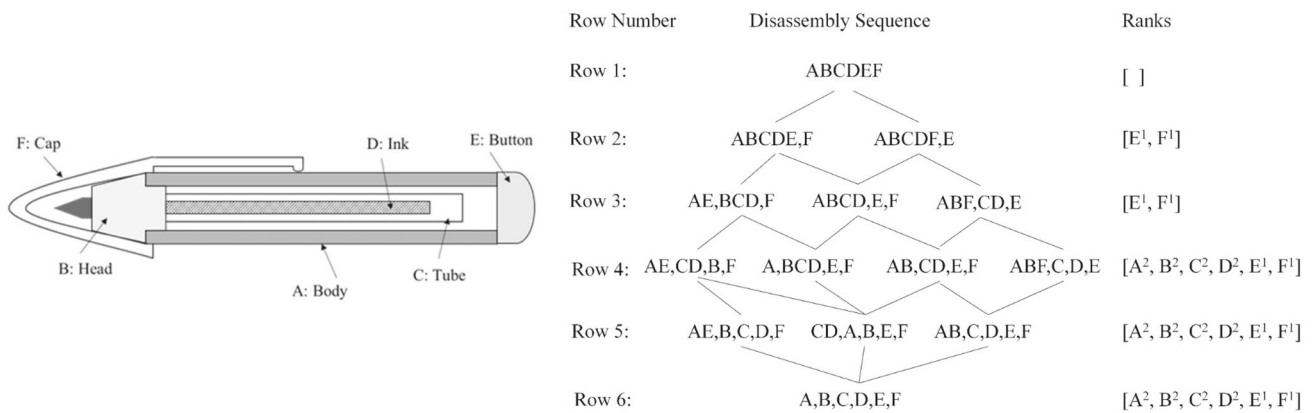 F: Cap
D: Ink
E: Button
B: Head
C: Tube
A: Body
Row Number Disassembly Sequence Ranks
Row 1: ABCDEF [ ]
Row 2: ABCDE,F ABCDF,E [E¹, F¹]
Row 3: AE,BCD,F ABCD,E,F ABF,CD,E [E¹, F¹]
Row 4: AE,CD,B,F A,BCD,E,F AB,CD,E,F ABF,C,D,E [A², B², C², D², E¹, F¹]
Row 5: AE,B,C,D,F CD,A,B,E,F AB,C,D,E,F [A², B², C², D², E¹, F¹]
Row 6: A,B,C,D,E,F [A², B², C², D², E¹, F¹]